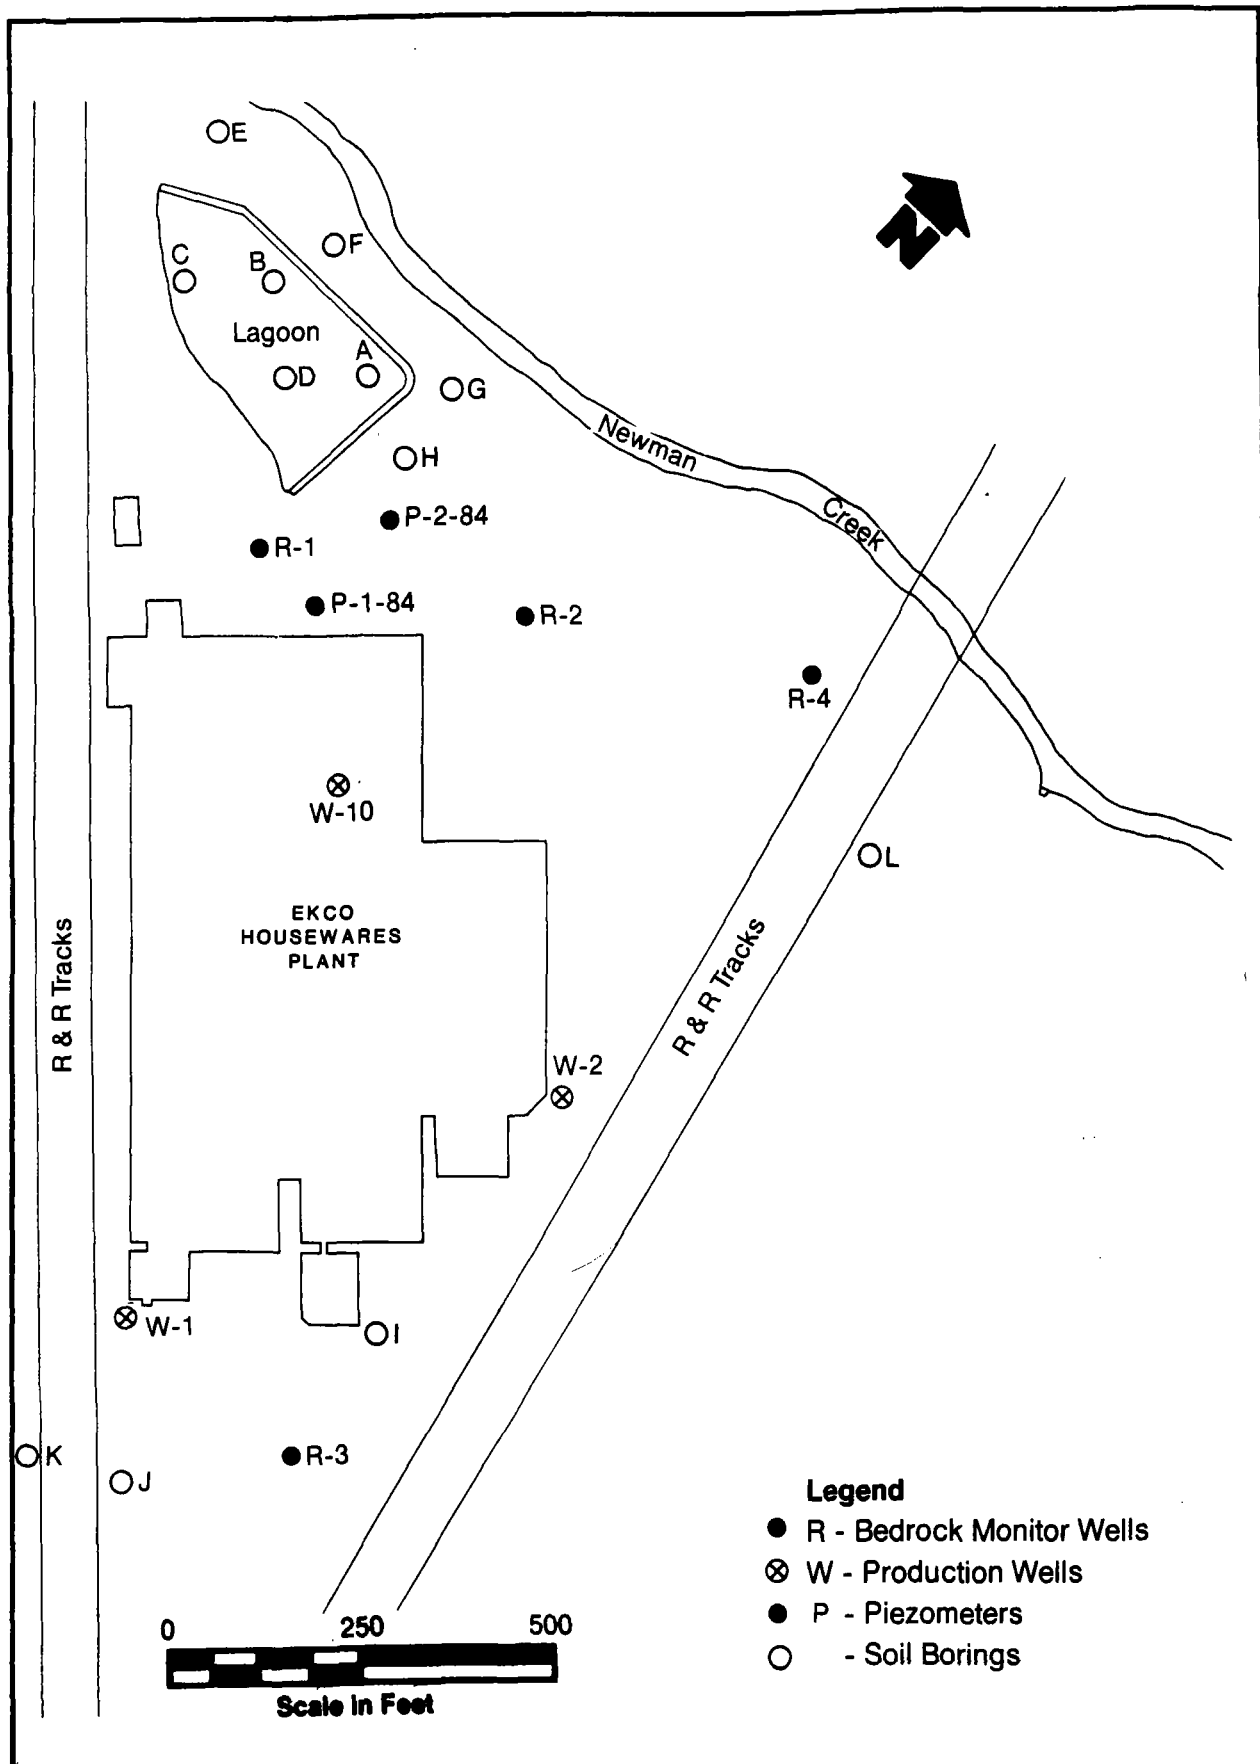 E
N
F
C
B
Lagoon
A
D
G
Newman
H
P-2-84
Creek
R-1
P-1-84
R-2
R-4
W-10
L
EKCO
HOUSEWARES
PLANT
R & R Tracks
R & R Tracks
W-2
W-1
I
K
R-3
J
Legend
R - Bedrock Monitor Wells
W - Production Wells
P - Piezometers
- Soil Borings
0 250 500
Scale in Feet